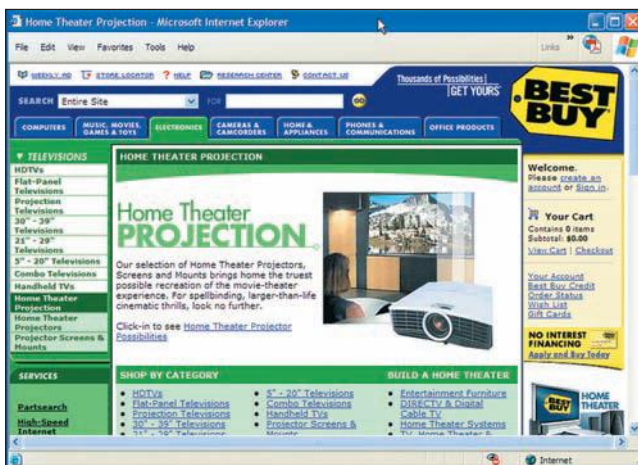 Home Theater Projection - Microsoft Internet Explorer
File Edit View Favorites Tools Help
Links »
WEEKLY AD STORE LOCATOR ? HELP RESEARCH CENTER CONTACT US
Thousands of Possibilities
GET YOURS
BEST BUY
SEARCH Entire Site FOR GO
COMPUTERS
MUSIC, MOVIES, GAMES & TOYS
ELECTRONICS
CAMERAS & CAMCORDERS
HOME & APPLIANCES
PHONES & COMMUNICATIONS
OFFICE PRODUCTS
▼ TELEVISIONS
HDTVs
Flat-Panel
Televisions
Projection
Televisions
30" - 39"
Televisions
21" - 29"
Televisions
5" - 20" Televisions
Combo Televisions
Handheld TVs
Home Theater
Projection
Home Theater
Projectors
Projector Screens &
Mounts
SERVICES
Partsearch
High-Speed
Internet
HOME THEATER PROJECTION
Home Theater
PROJECTION
Our selection of Home Theater Projectors,
Screens and Mounts brings home the truest
possible recreation of the movie-theater
experience. For spellbinding, larger-than-life
cinematic thrills, look no further.
Click-in to see Home Theater Projector
Possibilities
SHOP BY CATEGORY
• HDTVs
• Flat-Panel Televisions
• Projection Televisions
• 30" - 39" Televisions
• 21" - 29" Televisions
• 5" - 20" Televisions
• Combo Televisions
• Handheld TVs
• Projector Screens &
Mounts
BUILD A HOME THEATER
• Entertainment Furniture
• DIRECTV & Digital
Cable TV
• Home Theater Systems
• TV, Home Theater &
Welcome.
Please create an
account or Sign in.
Your Cart
Contains 0 items
Subtotal: $0.00
View Cart | Checkout
Your Account
Best Buy Credit
Order Status
Wish List
Gift Cards
NO INTEREST
FINANCING
Apply and Buy Today
BEST BUY
HOME
THEATER
Internet